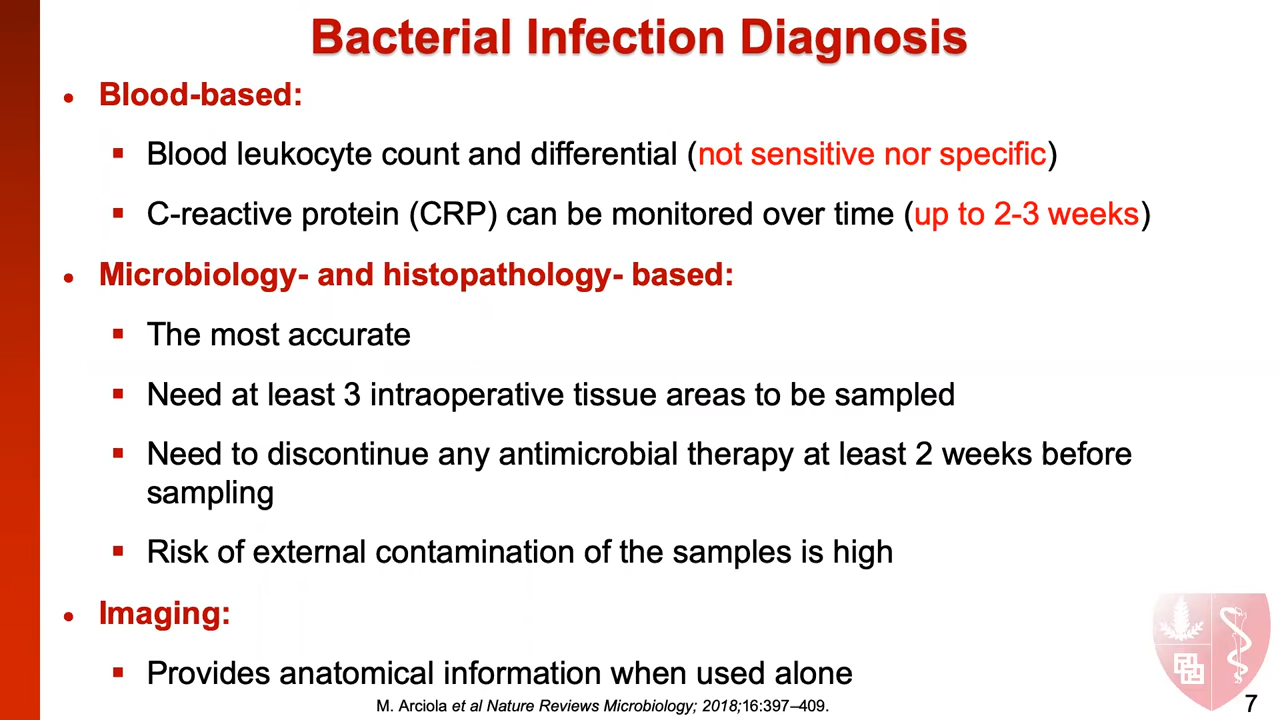 Bacterial Infection Diagnosis
• Blood-based:
▪ Blood leukocyte count and differential (not sensitive nor specific)
▪ C-reactive protein (CRP) can be monitored over time (up to 2-3 weeks)
• Microbiology- and histopathology- based:
▪ The most accurate
▪ Need at least 3 intraoperative tissue areas to be sampled
▪ Need to discontinue any antimicrobial therapy at least 2 weeks before
sampling
▪ Risk of external contamination of the samples is high
• Imaging:
▪ Provides anatomical information when used alone
M. Arciola et al Nature Reviews Microbiology; 2018;16:397–409.
7